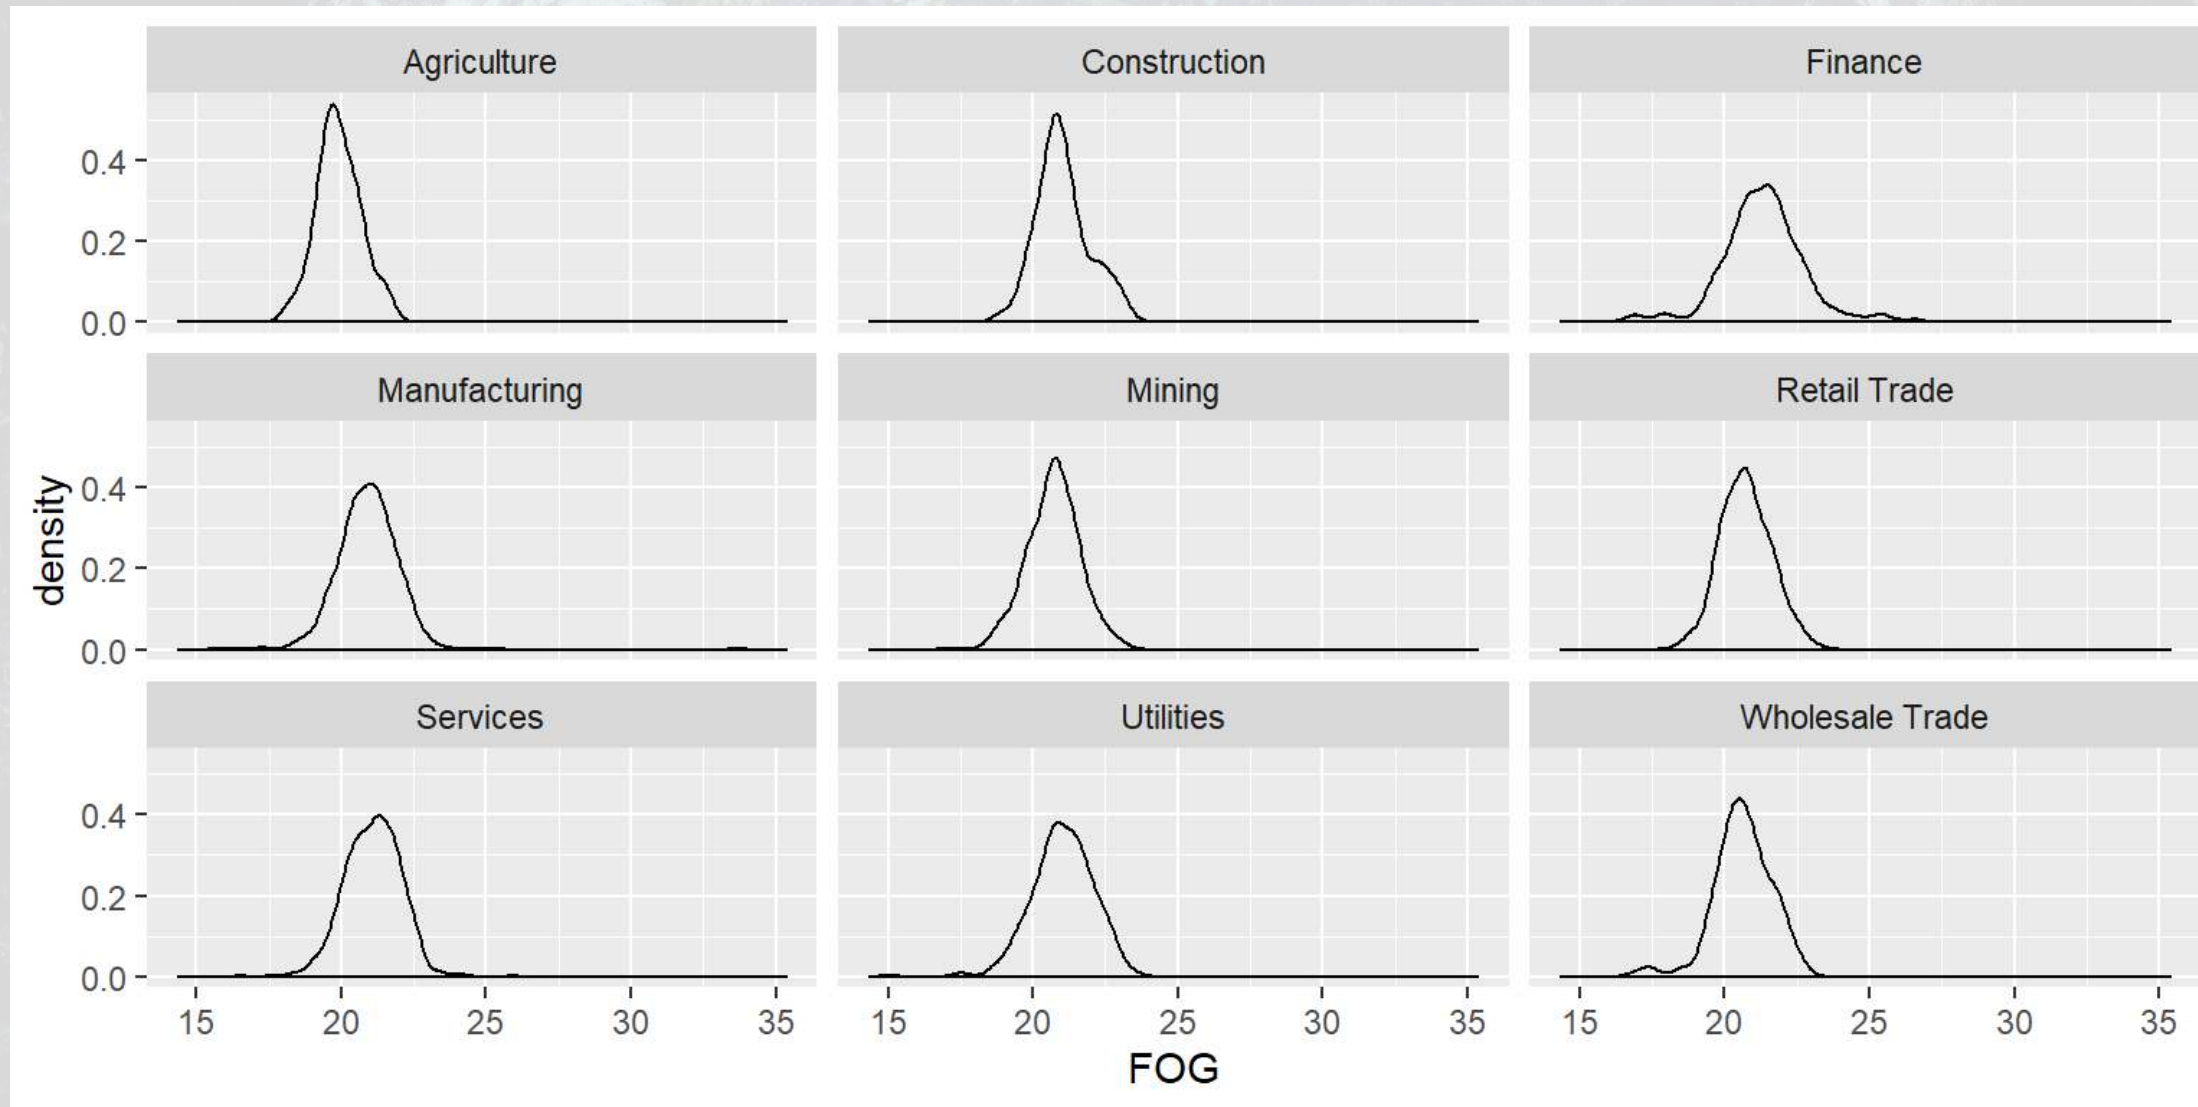 Agriculture Construction Finance
0.4
0.2
0.0
Manufacturing Mining Retail Trade
density
0.4
0.2
0.0
Services Utilities Wholesale Trade
0.4
0.2
0.0
15 20 25 30 35 15 20 25 30 35 15 20 25 30 35
FOG